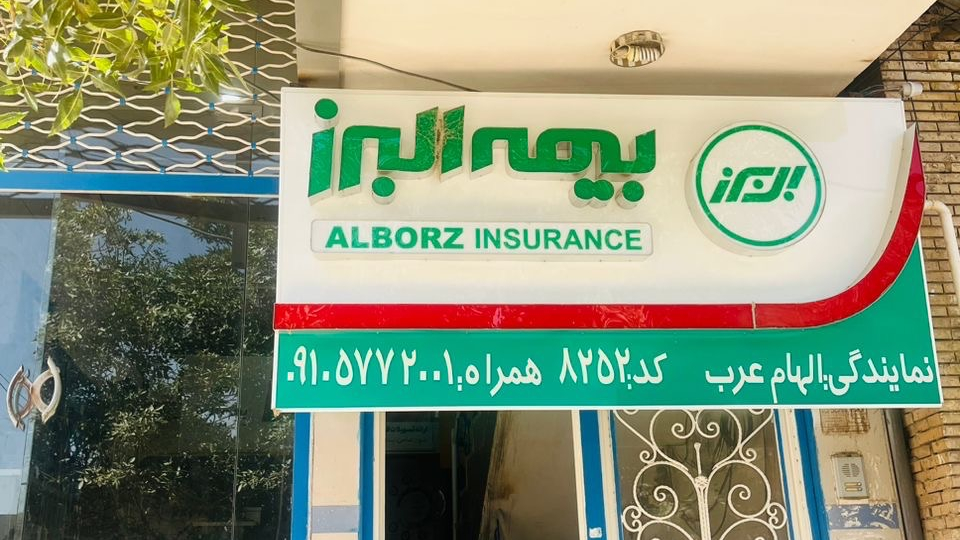 بیمه البرز
البرز
ALBORZ INSURANCE
نمایندگی:الهام عرب کد:۸۲۵۲ همراه:۰۹۱۰۵۷۷۲۰۰۱